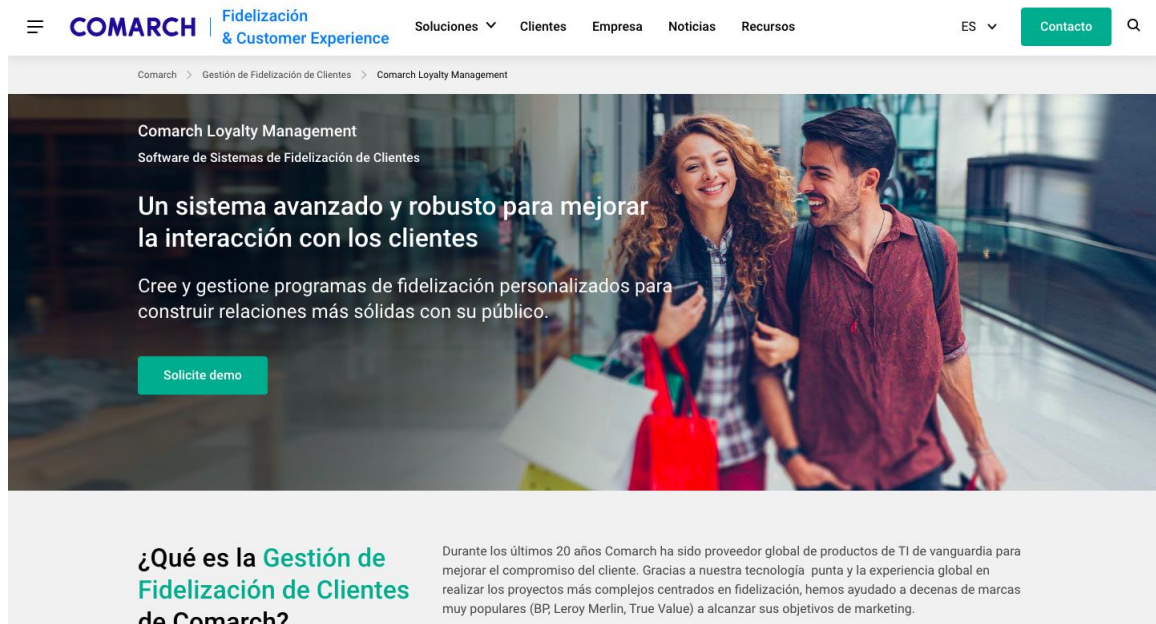 COMARCH
Fidelización
& Customer Experience
Soluciones
Clientes
Empresa
Noticias
Recursos
ES
Contacto
Comarch > Gestión de Fidelización de Clientes > Comarch Loyalty Management
Comarch Loyalty Management
Software de Sistemas de Fidelización de Clientes
Un sistema avanzado y robusto para mejorar
la interacción con los clientes
Cree y gestione programas de fidelización personalizados para
construir relaciones más sólidas con su público.
Solicite demo
¿Qué es la Gestión de
Fidelización de Clientes
de Comarch?
Durante los últimos 20 años Comarch ha sido proveedor global de productos de TI de vanguardia para
mejorar el compromiso del cliente. Gracias a nuestra tecnología punta y la experiencia global en
realizar los proyectos más complejos centrados en fidelización, hemos ayudado a decenas de marcas
muy populares (BP, Leroy Merlin, True Value) a alcanzar sus objetivos de marketing.